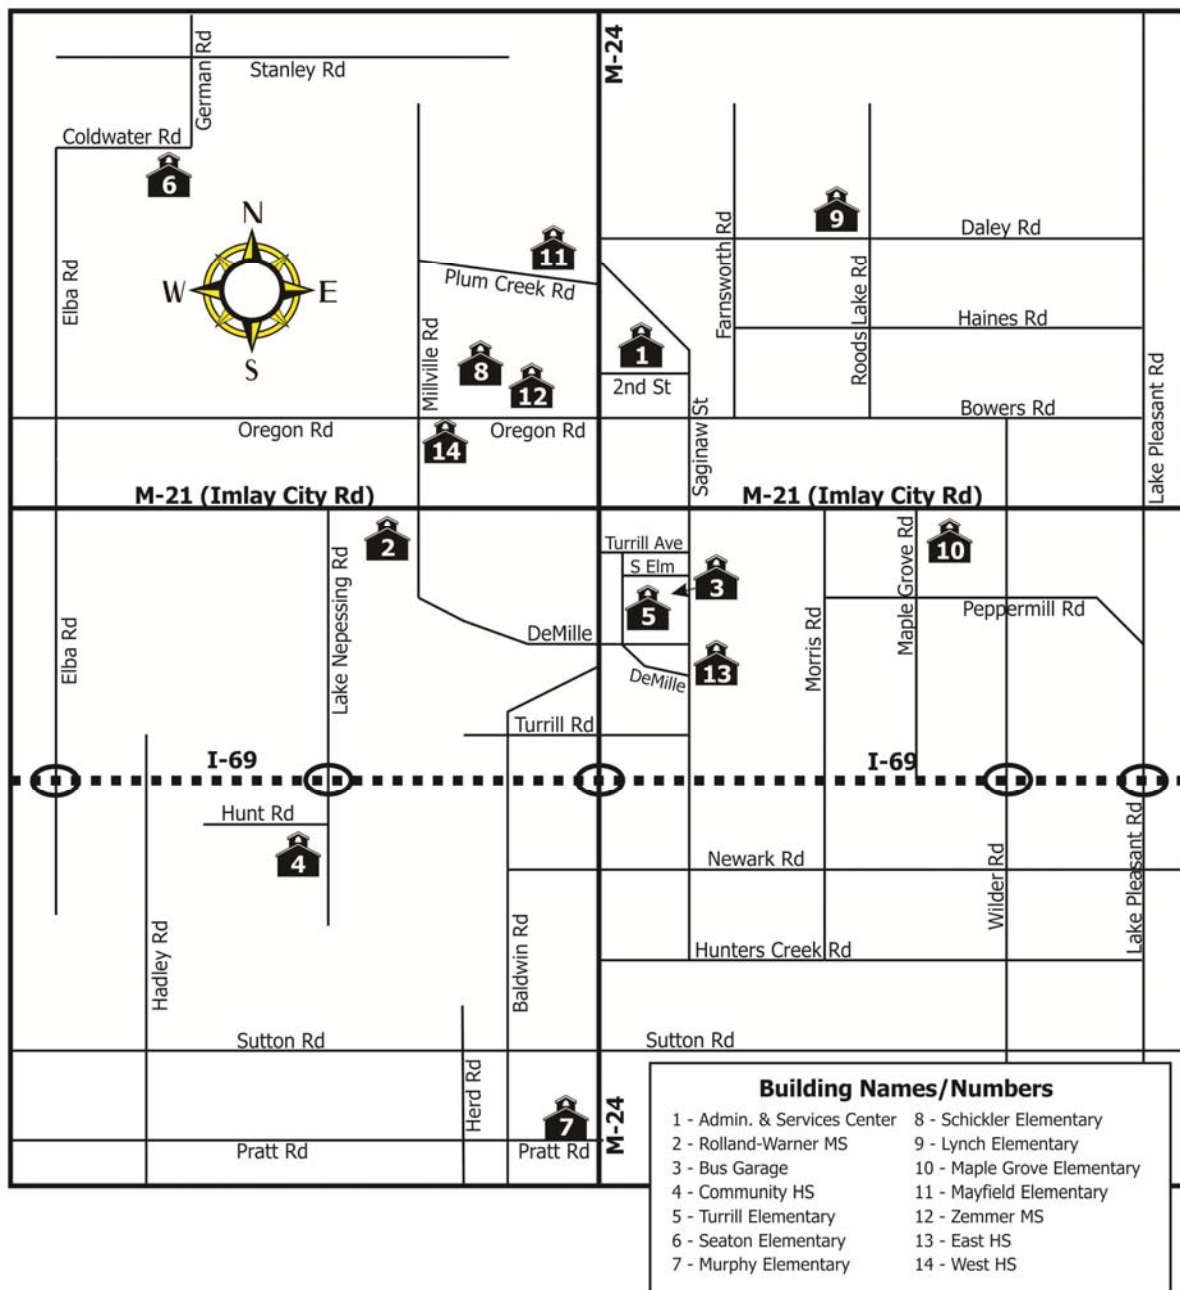 M-24
German Rd
Stanley Rd
Coldwater Rd
6
N
W E
S
Elba Rd
11
Plum Creek Rd
Millville Rd
8
12
Oregon Rd
Oregon Rd
14
9
Daley Rd
Farnsworth Rd
Roods Lake Rd
Haines Rd
1
2nd St
Saginaw St
Bowers Rd
Lake Pleasant Rd
M-21 (Imlay City Rd)
M-21 (Imlay City Rd)
2
Lake Nepessing Rd
Elba Rd
DeMille
Turrill Rd
Turrill Ave
S Elm
3
5
13
DeMille
Morris Rd
Maple Grove Rd
10
Peppermill Rd
I-69
I-69
Hunt Rd
4
Hadley Rd
Baldwin Rd
Newark Rd
Wilder Rd
Lake Pleasant Rd
Hunters Creek Rd
Sutton Rd
Sutton Rd
Herd Rd
7
M-24
Pratt Rd
Pratt Rd
Building Names/Numbers
1 - Admin. & Services Center
2 - Rolland-Warner MS
3 - Bus Garage
4 - Community HS
5 - Turrill Elementary
6 - Seaton Elementary
7 - Murphy Elementary
8 - Schickler Elementary
9 - Lynch Elementary
10 - Maple Grove Elementary
11 - Mayfield Elementary
12 - Zemmer MS
13 - East HS
14 - West HS